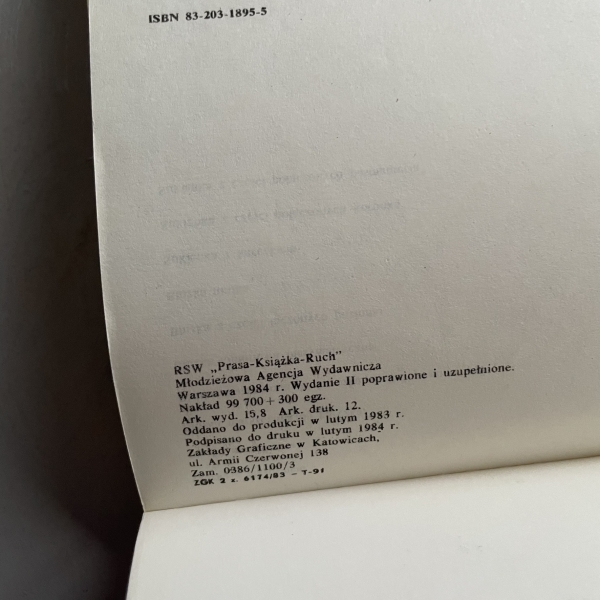 ISBN 83-203-1895-5
RSW „Prasa-Książka-Ruch"
Młodzieżowa Agencja Wydawnicza
Warszawa 1984 r. Wydanie II poprawione i uzupełnione.
Nakład 99 700 + 300 egz.
Ark. wyd. 15,8 Ark. druk. 12.
Oddano do produkcji w lutym 1983 r.
Podpisano do druku w lutym 1984 r.
Zakłady Graficzne w Katowicach,
ul. Armii Czerwonej 138
Zam. 0386/1100/3
ZGK 2 z. 6174/83 — T-91